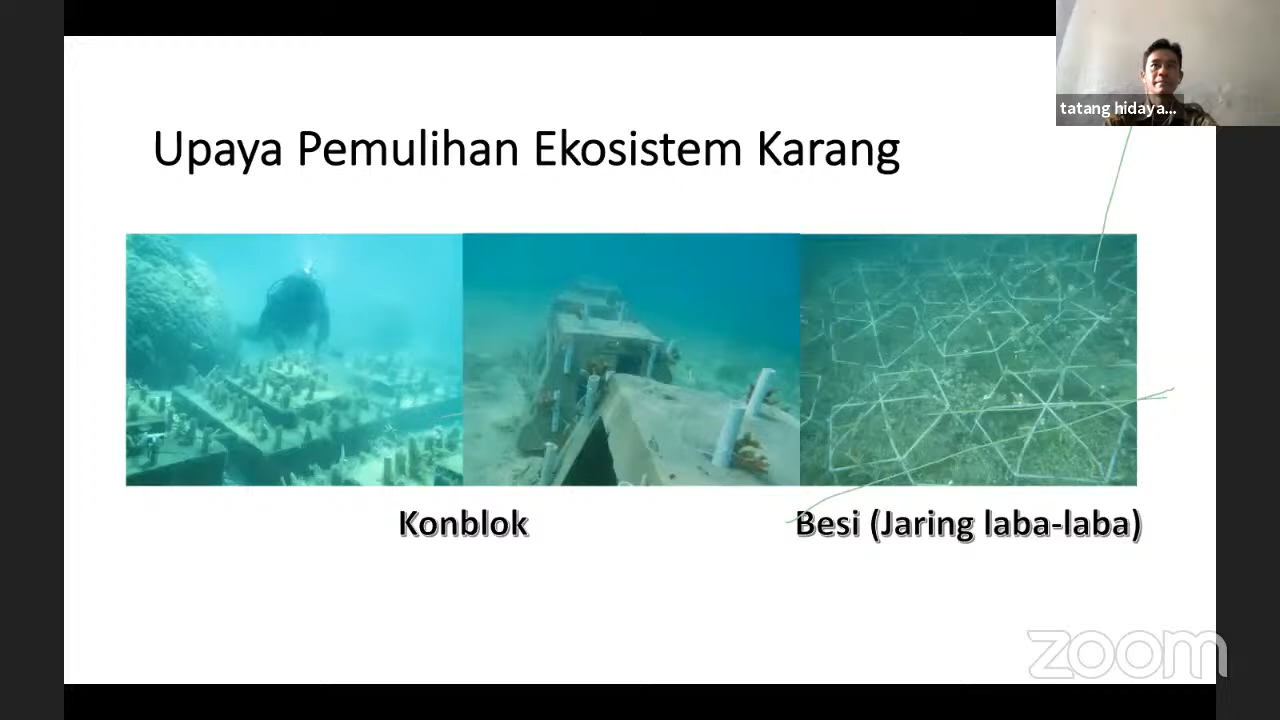 tatang hidaya...
Upaya Pemulihan Ekosistem Karang
Konblok
Besi (Jaring laba-laba)
zoom